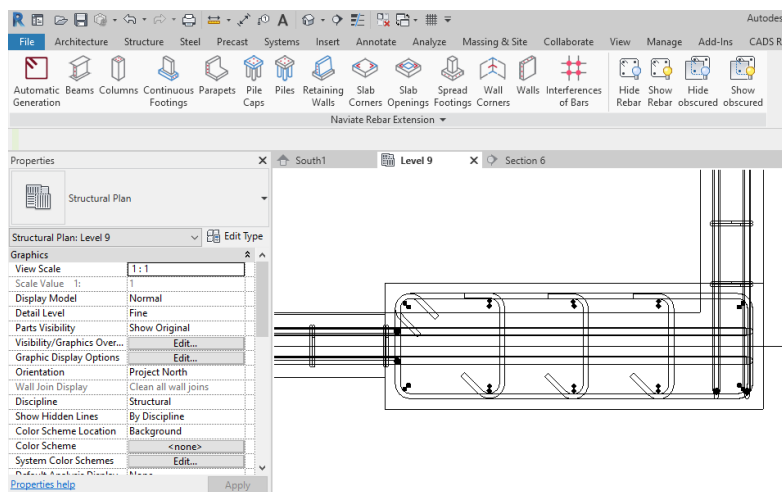 Autodes
File Architecture Structure Steel Precast Systems Insert Annotate Analyze Massing & Site Collaborate View Manage Add-Ins CADS R
Automatic Generation
Beams
Columns
Continuous Footings
Parapets
Pile Caps
Piles
Retaining Walls
Slab Corners
Slab Openings
Spread Footings
Wall Corners
Walls
Interferences of Bars
Hide Rebar
Show Rebar
Hide obscured
Show obscured
Naviate Rebar Extension
Properties X
South1
Level 9 X
Section 6
Structural Plan
Structural Plan: Level 9
Edit Type
Graphics
View Scale 1 : 1
Scale Value 1: 1
Display Model Normal
Detail Level Fine
Parts Visibility Show Original
Visibility/Graphics Over... Edit...
Graphic Display Options Edit...
Orientation Project North
Wall Join Display Clean all wall joins
Discipline Structural
Show Hidden Lines By Discipline
Color Scheme Location Background
Color Scheme <none>
System Color Schemes Edit...
Properties help
Apply